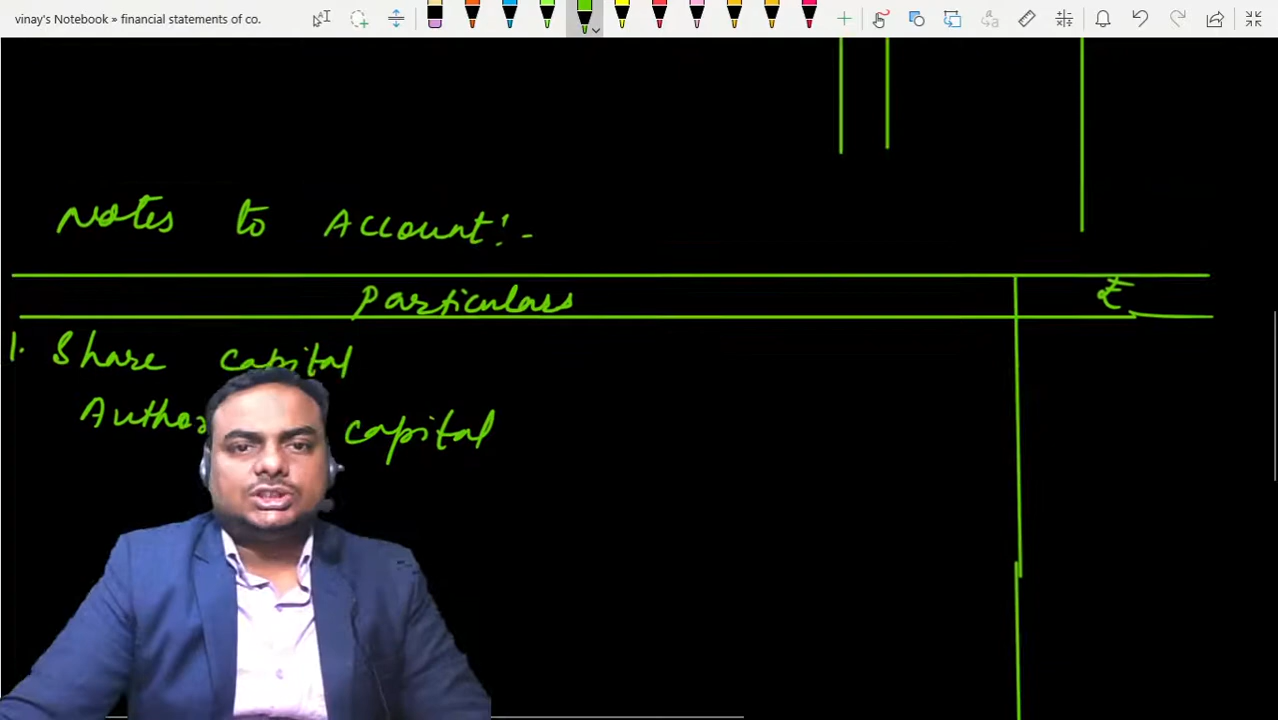 vinay's Notebook » financial statements of co.
Notes to Account:-
Particulars ₹
1. Share capital
capital